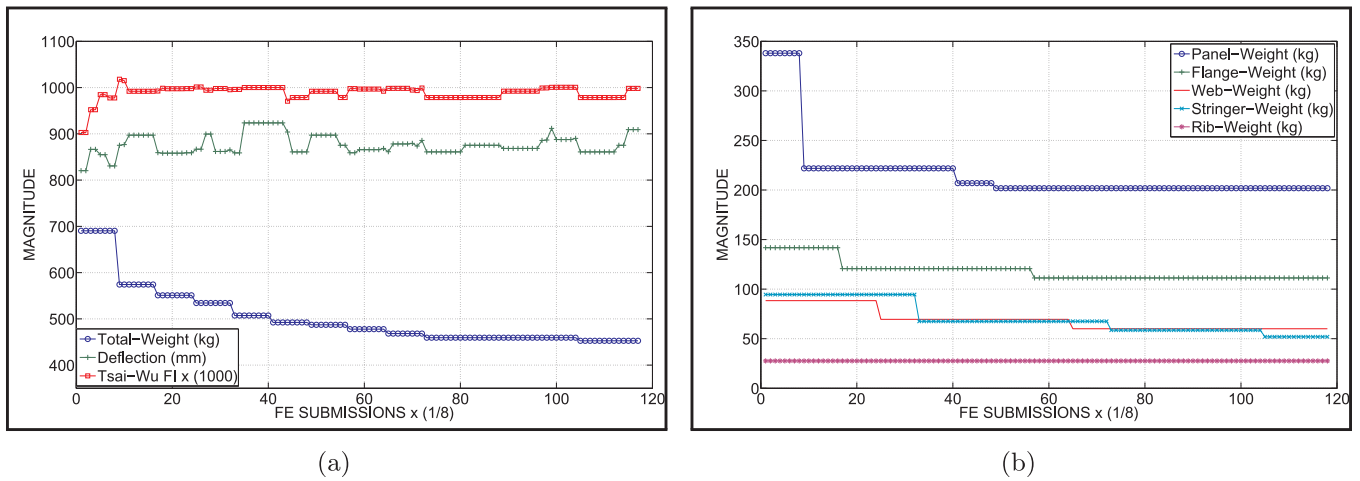 1100
1000
900
800
700
600
500
400
MAGNITUDE
0 20 40 60 80 100 120
FE SUBMISSIONS x (1/8)
Total−Weight (kg)
Deflection (mm)
Tsai−Wu FI x (1000)
(a)
350
300
250
200
150
100
50
0
MAGNITUDE
0 20 40 60 80 100 120
FE SUBMISSIONS x (1/8)
Panel−Weight (kg)
Flange−Weight (kg)
Web−Weight (kg)
Stringer−Weight (kg)
Rib−Weight (kg)
(b)